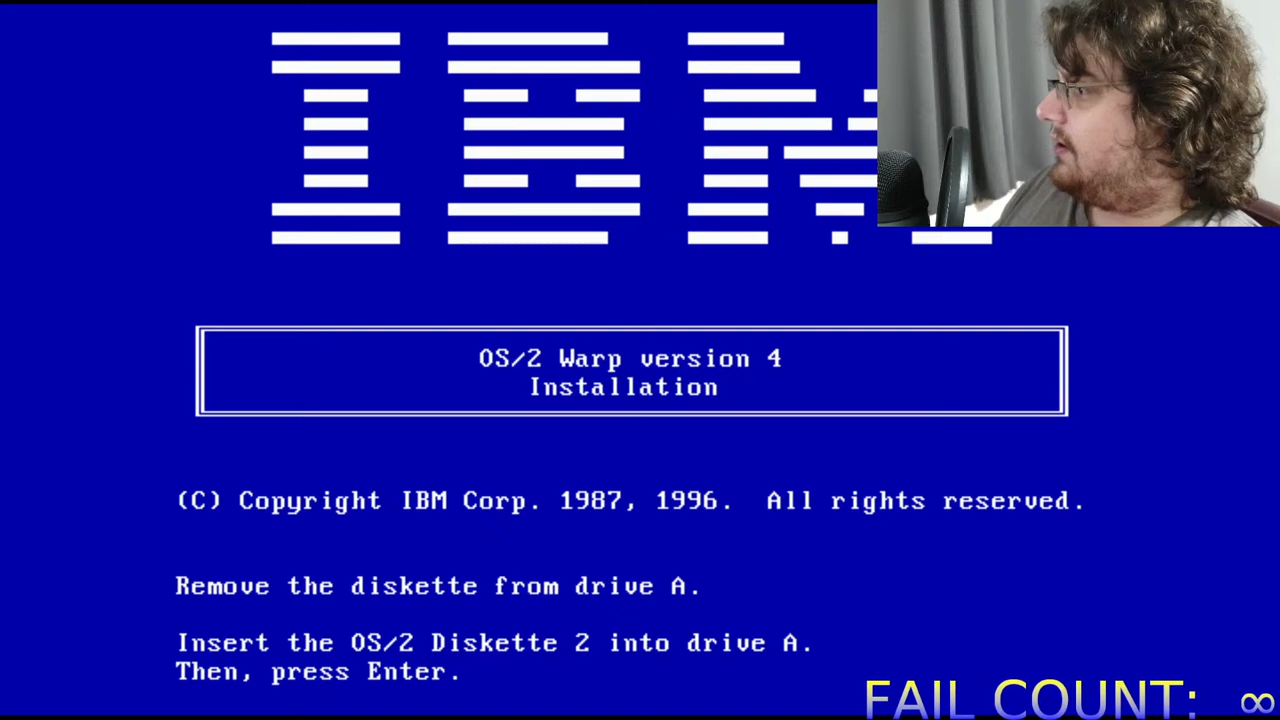 IBM
OS/2 Warp version 4
Installation
(C) Copyright IBM Corp. 1987, 1996.  All rights reserved.
Remove the diskette from drive A.
Insert the OS/2 Diskette 2 into drive A.
Then, press Enter.
FAIL COUNT: ∞